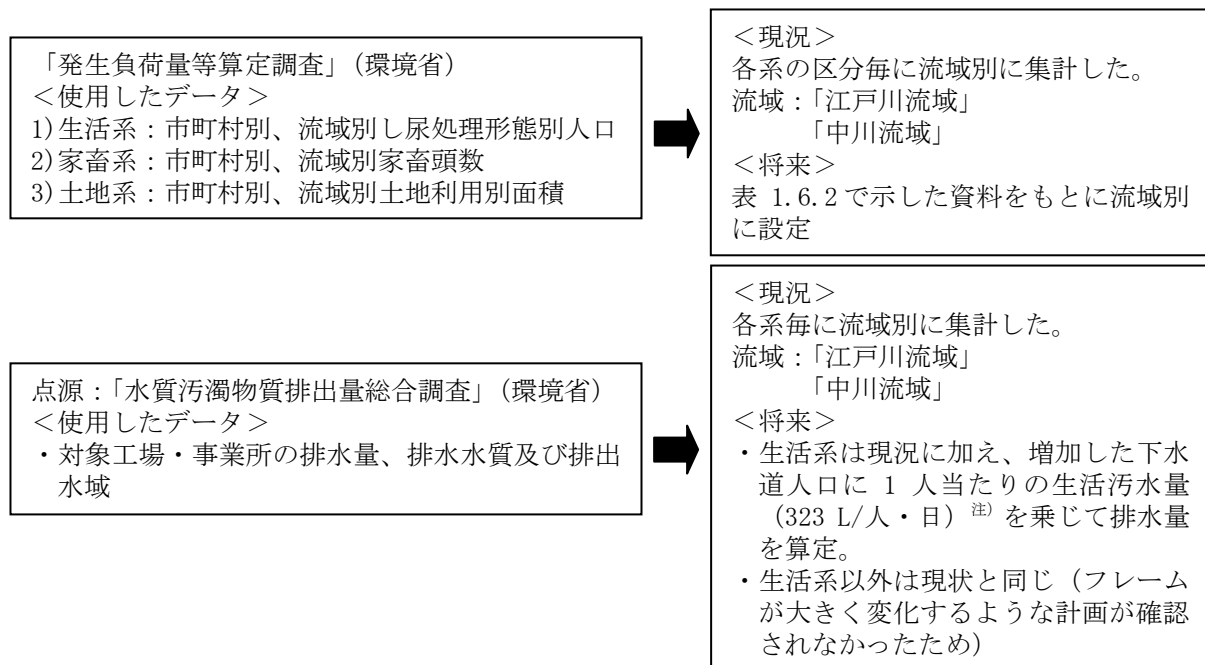 「発生負荷量等算定調査」(環境省)
＜使用したデータ＞
1)生活系：市町村別、流域別し尿処理形態別人口
2)家畜系：市町村別、流域別家畜頭数
3)土地系：市町村別、流域別土地利用別面積
＜現況＞
各系の区分毎に流域別に集計した。
流域：「江戸川流域」
「中川流域」
＜将来＞
表 1.6.2で示した資料をもとに流域別
に設定
点源：「水質汚濁物質排出量総合調査」(環境省)
＜使用したデータ＞
・対象工場・事業所の排水量、排水水質及び排出
水域
＜現況＞
各系毎に流域別に集計した。
流域：「江戸川流域」
「中川流域」
＜将来＞
・生活系は現況に加え、増加した下水
道人口に 1 人当たりの生活汚水量
（323 L/人・日）注）を乗じて排水量
を算定。
・生活系以外は現状と同じ（フレーム
が大きく変化するような計画が確認
されなかったため）